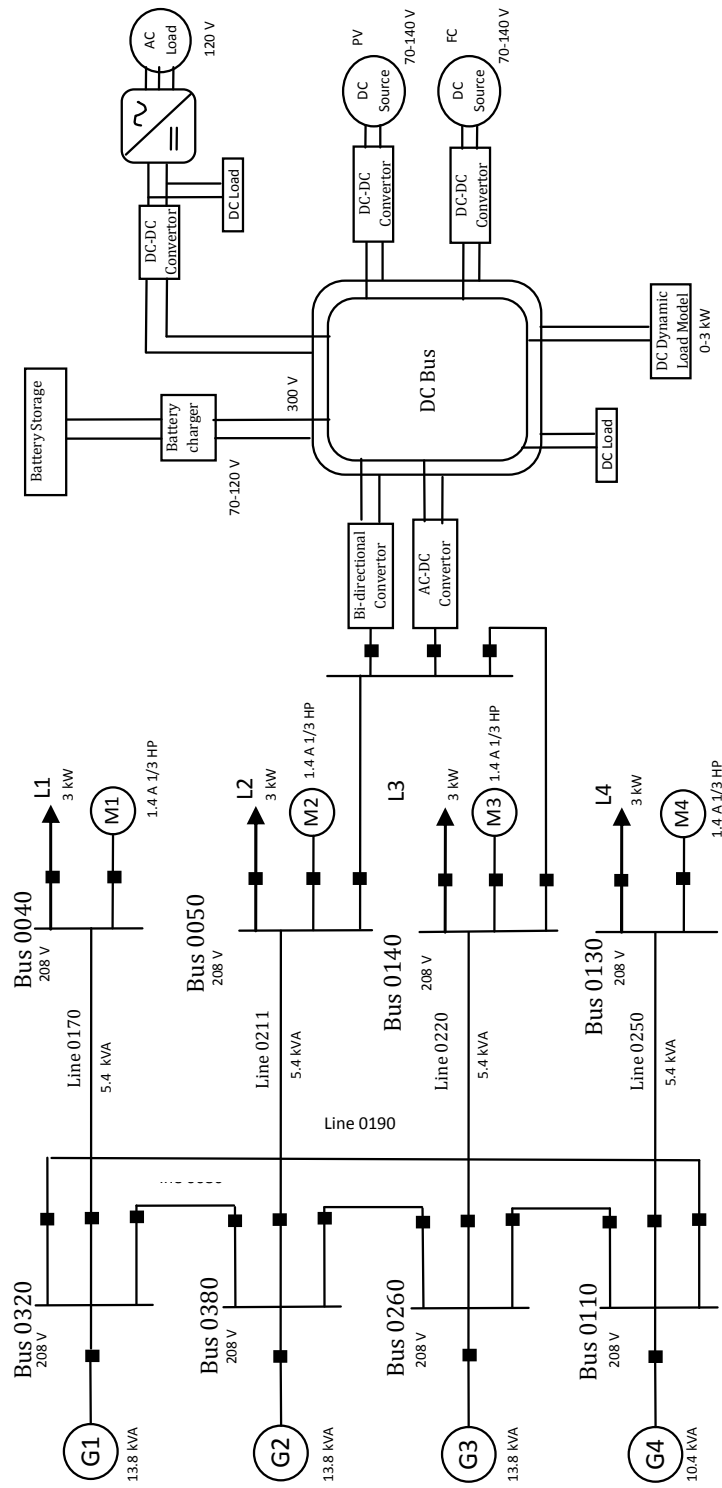 G1
13.8 kVA
G2
13.8 kVA
G3
13.8 kVA
G4
10.4 kVA
Bus 0320
208 V
Bus 0380
208 V
Bus 0260
208 V
Bus 0110
208 V
Line 0190
Line 0170
5.4 kVA
Line 0211
5.4 kVA
Line 0220
5.4 kVA
Line 0250
5.4 kVA
Bus 0040
208 V
Bus 0050
208 V
Bus 0140
208 V
Bus 0130
208 V
L1
3 kW
M1
1.4 A 1/3 HP
L2
3 kW
M2
1.4 A 1/3 HP
L3
3 kW
M3
1.4 A 1/3 HP
L4
3 kW
M4
1.4 A 1/3 HP
Bi-directional
Convertor
AC-DC
Convertor
Battery Storage
Battery
charger
70-120 V
300 V
DC Bus
DC Load
DC Dynamic
Load Model
0-3 kW
DC-DC
Convertor
DC Load
AC
Load
120 V
DC-DC
Convertor
PV
DC
Source
70-140 V
DC-DC
Convertor
FC
DC
Source
70-140 V